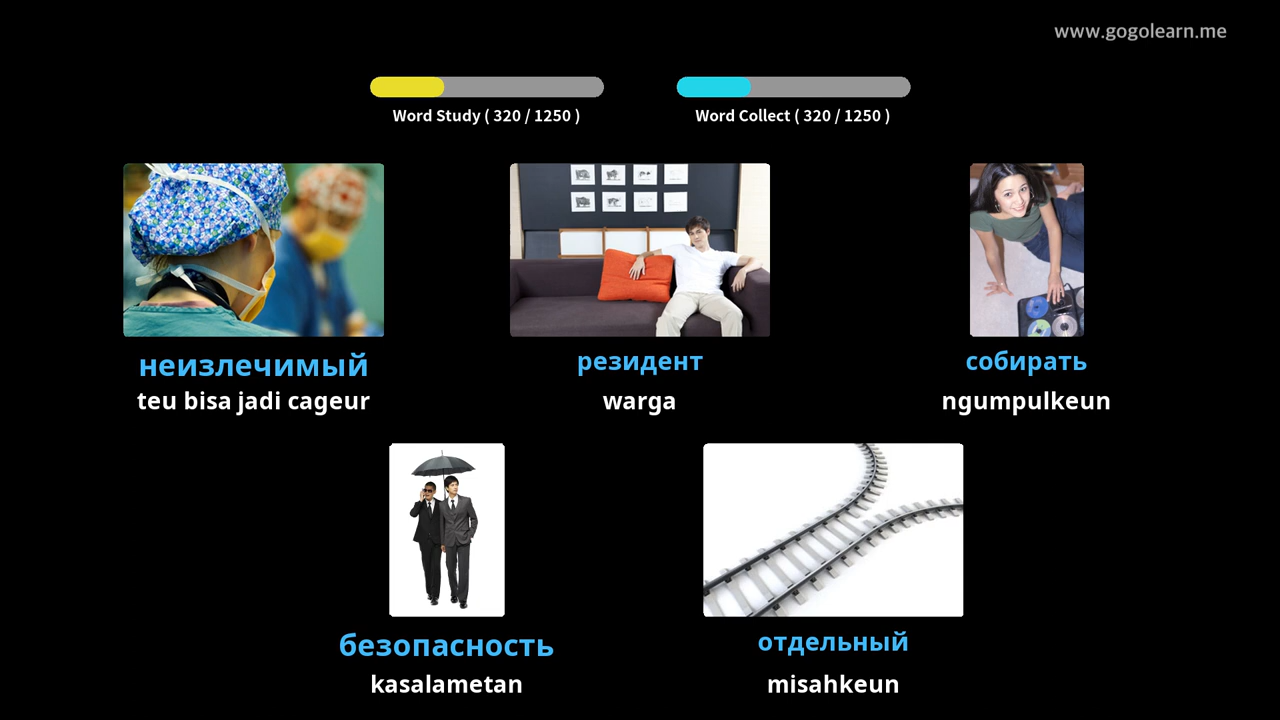 www.gogolearn.me
Word Study ( 320 / 1250 )
Word Collect ( 320 / 1250 )
неизлечимый
teu bisa jadi cageur
резидент
warga
собирать
ngumpulkeun
безопасность
kasalametan
отдельный
misahkeun